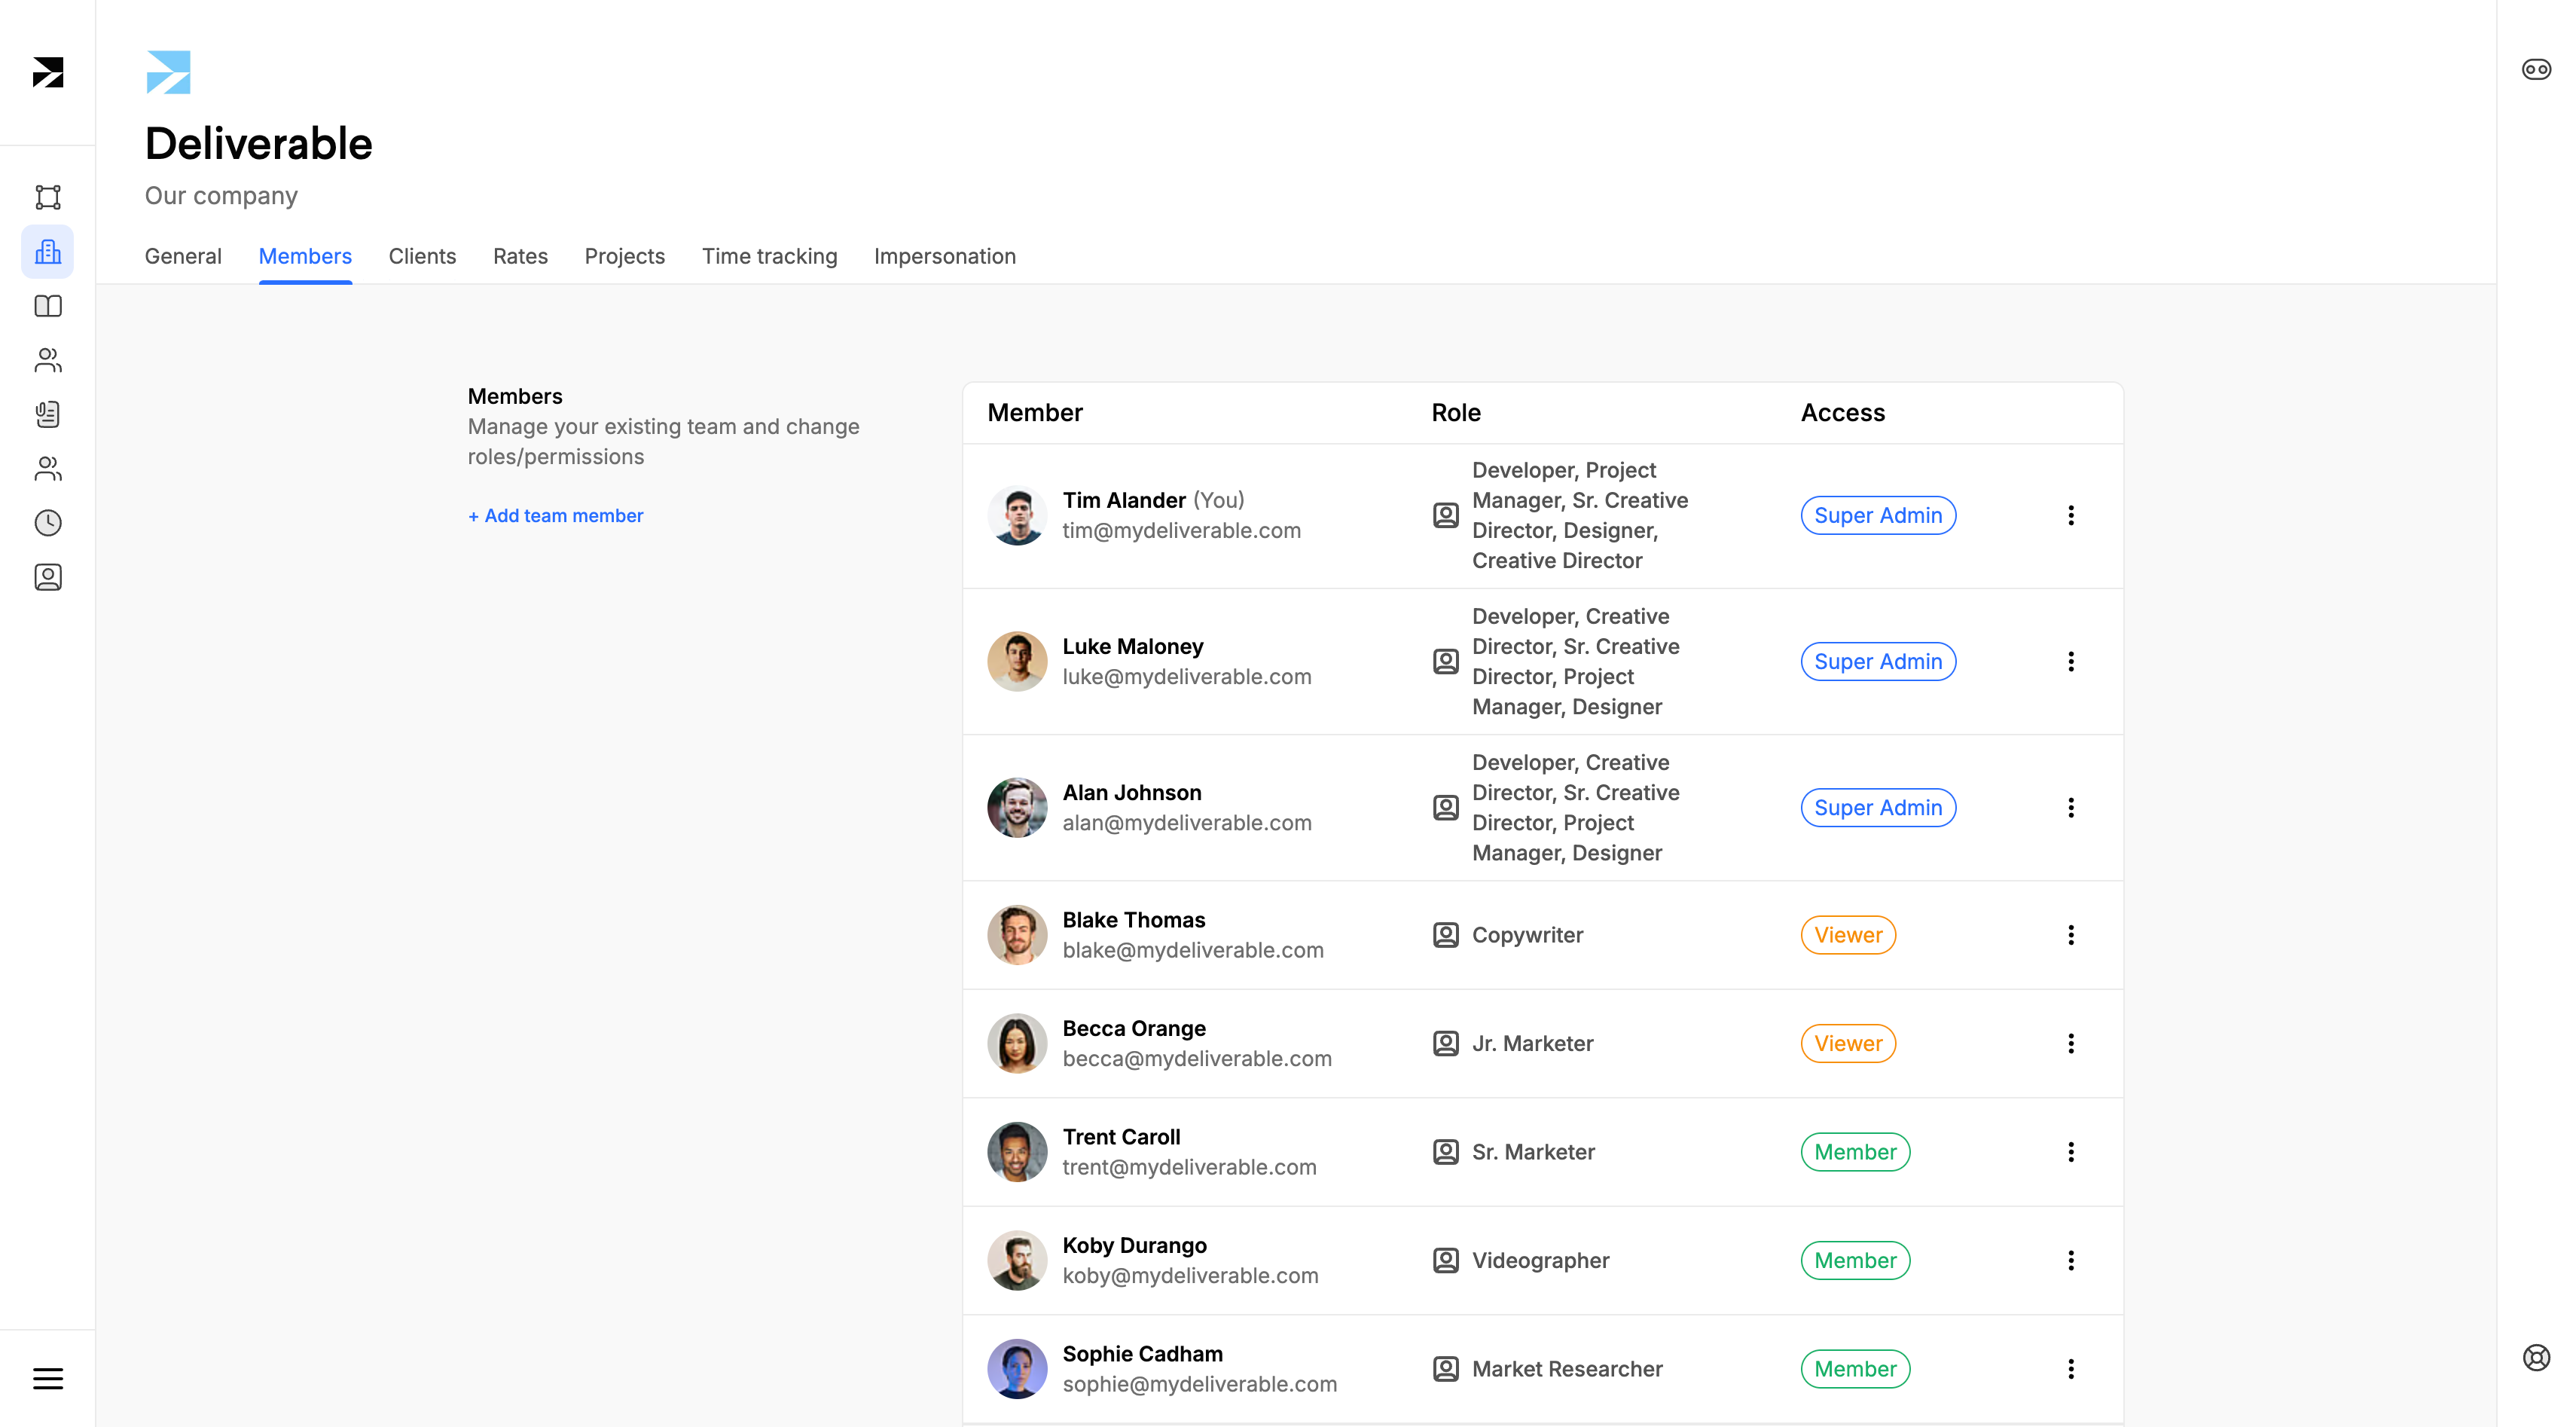 Deliverable
Our company
General Members Clients Rates Projects Time tracking Impersonation
Members
Manage your existing team and change
roles/permissions
+ Add team member
Member Role Access
Tim Alander (You)
tim@mydeliverable.com
Developer, Project
Manager, Sr. Creative
Director, Designer,
Creative Director
Super Admin
Luke Maloney
luke@mydeliverable.com
Developer, Creative
Director, Sr. Creative
Director, Project
Manager, Designer
Super Admin
Alan Johnson
alan@mydeliverable.com
Developer, Creative
Director, Sr. Creative
Director, Project
Manager, Designer
Super Admin
Blake Thomas
blake@mydeliverable.com
Copywriter
Viewer
Becca Orange
becca@mydeliverable.com
Jr. Marketer
Viewer
Trent Caroll
trent@mydeliverable.com
Sr. Marketer
Member
Koby Durango
koby@mydeliverable.com
Videographer
Member
Sophie Cadham
sophie@mydeliverable.com
Market Researcher
Member